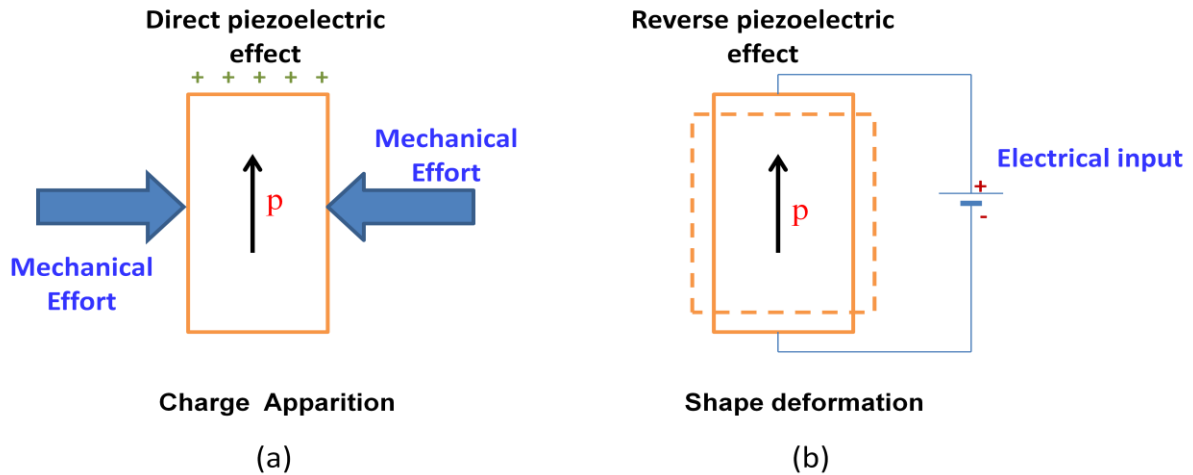 Direct piezoelectric
effect
+ + + + +
Mechanical
Effort
p
Mechanical
Effort
Charge Apparition
(a)
Reverse piezoelectric
effect
p
Electrical input
+
-
Shape deformation
(b)